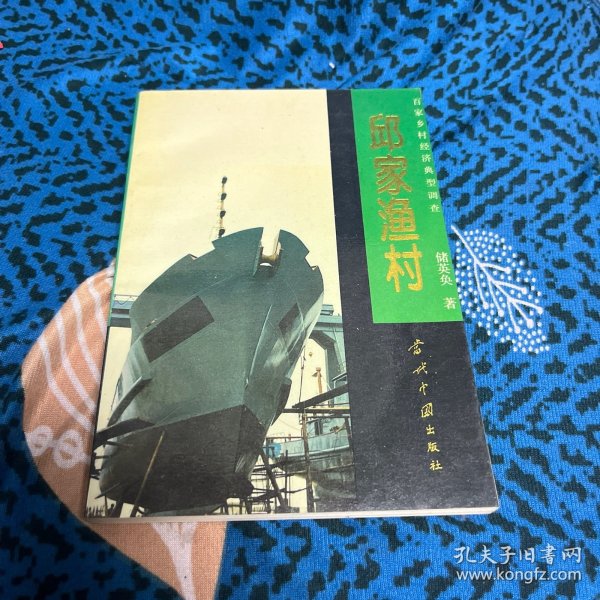 百家乡村经济典型调查
邱家渔村
储英奂 著
当代中国出版社
孔夫子旧书网
www.kongfz.com